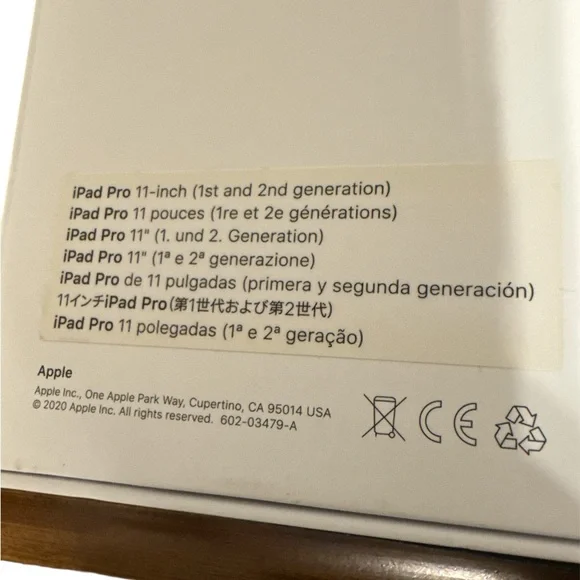 iPad Pro 11-inch (1st and 2nd generation)
iPad Pro 11 pouces (1re et 2e générations)
iPad Pro 11" (1. und 2. Generation)
iPad Pro 11" (1ª e 2ª generazione)
iPad Pro de 11 pulgadas (primera y segunda generación)
11インチiPad Pro(第1世代および第2世代)
iPad Pro 11 polegadas (1ª e 2ª geração)
Apple
Apple Inc., One Apple Park Way, Cupertino, CA 95014 USA
© 2020 Apple Inc. All rights reserved. 602-03479-A
CE